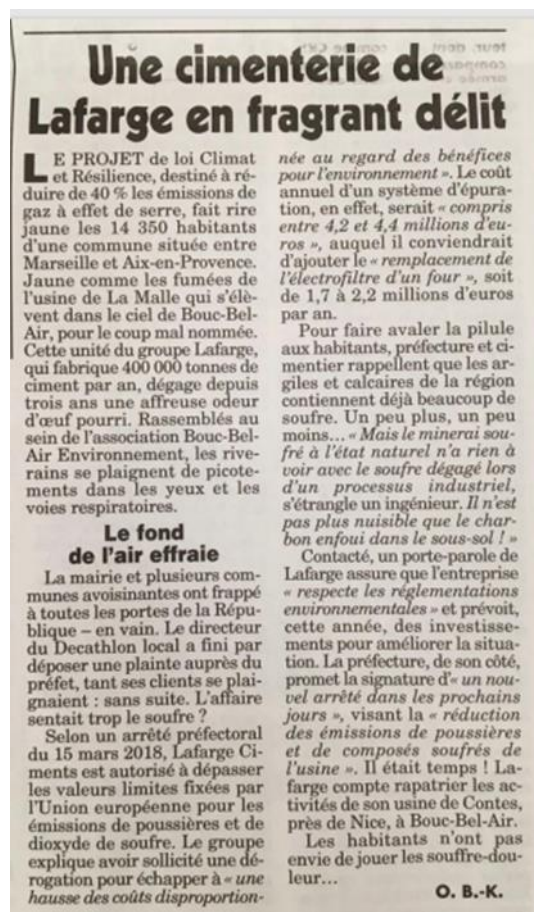 Une cimenterie de
Lafarge en fragrant délit
LE PROJET de loi Climat
et Résilience, destiné à ré-
duire de 40 % les émissions de
gaz à effet de serre, fait rire
jaune les 14 350 habitants
d'une commune située entre
Marseille et Aix-en-Provence.
Jaune comme les fumées de
l'usine de La Malle qui s'élè-
vent dans le ciel de Bouc-Bel-
Air, pour le coup mal nommée.
Cette unité du groupe Lafarge,
qui fabrique 400 000 tonnes de
ciment par an, dégage depuis
trois ans une affreuse odeur
d'œuf pourri. Rassemblés au
sein de l'association Bouc-Bel-
Air Environnement, les rive-
rains se plaignent de picote-
ments dans les yeux et les
voies respiratoires.
Le fond
de l'air effraie
La mairie et plusieurs com-
munes avoisinantes ont frappé
à toutes les portes de la Répu-
blique – en vain. Le directeur
du Decathlon local a fini par
déposer une plainte auprès du
préfet, tant ses clients se plai-
gnaient : sans suite. L'affaire
sentait trop le soufre ?
Selon un arrêté préfectoral
du 15 mars 2018, Lafarge Ci-
ments est autorisé à dépasser
les valeurs limites fixées par
l'Union européenne pour les
émissions de poussières et de
dioxyde de soufre. Le groupe
explique avoir sollicité une dé-
rogation pour échapper à « une
hausse des coûts disproportion-
née au regard des bénéfices
pour l'environnement ». Le coût
annuel d'un système d'épura-
tion, en effet, serait « compris
entre 4,2 et 4,4 millions d'eu-
ros », auquel il conviendrait
d'ajouter le « remplacement de
l'électrofiltre d'un four », soit
de 1,7 à 2,2 millions d'euros
par an.
Pour faire avaler la pilule
aux habitants, préfecture et ci-
mentier rappellent que les ar-
giles et calcaires de la région
contiennent déjà beaucoup de
soufre. Un peu plus, un peu
moins... « Mais le minerai sou-
fré à l'état naturel n'a rien à
voir avec le soufre dégagé lors
d'un processus industriel,
s'étrangle un ingénieur. Il n'est
pas plus nuisible que le char-
bon enfoui dans le sous-sol ! »
Contacté, un porte-parole de
Lafarge assure que l'entreprise
« respecte les réglementations
environnementales » et prévoit,
cette année, des investisse-
ments pour améliorer la situa-
tion. La préfecture, de son côté,
promet la signature d'« un nou-
vel arrêté dans les prochains
jours », visant la « réduction
des émissions de poussières
et de composés soufrés de
l'usine ». Il était temps ! La-
farge compte rapatrier les ac-
tivités de son usine de Contes,
près de Nice, à Bouc-Bel-Air.
Les habitants n'ont pas
envie de jouer les souffre-dou-
leur...
O. B.-K.